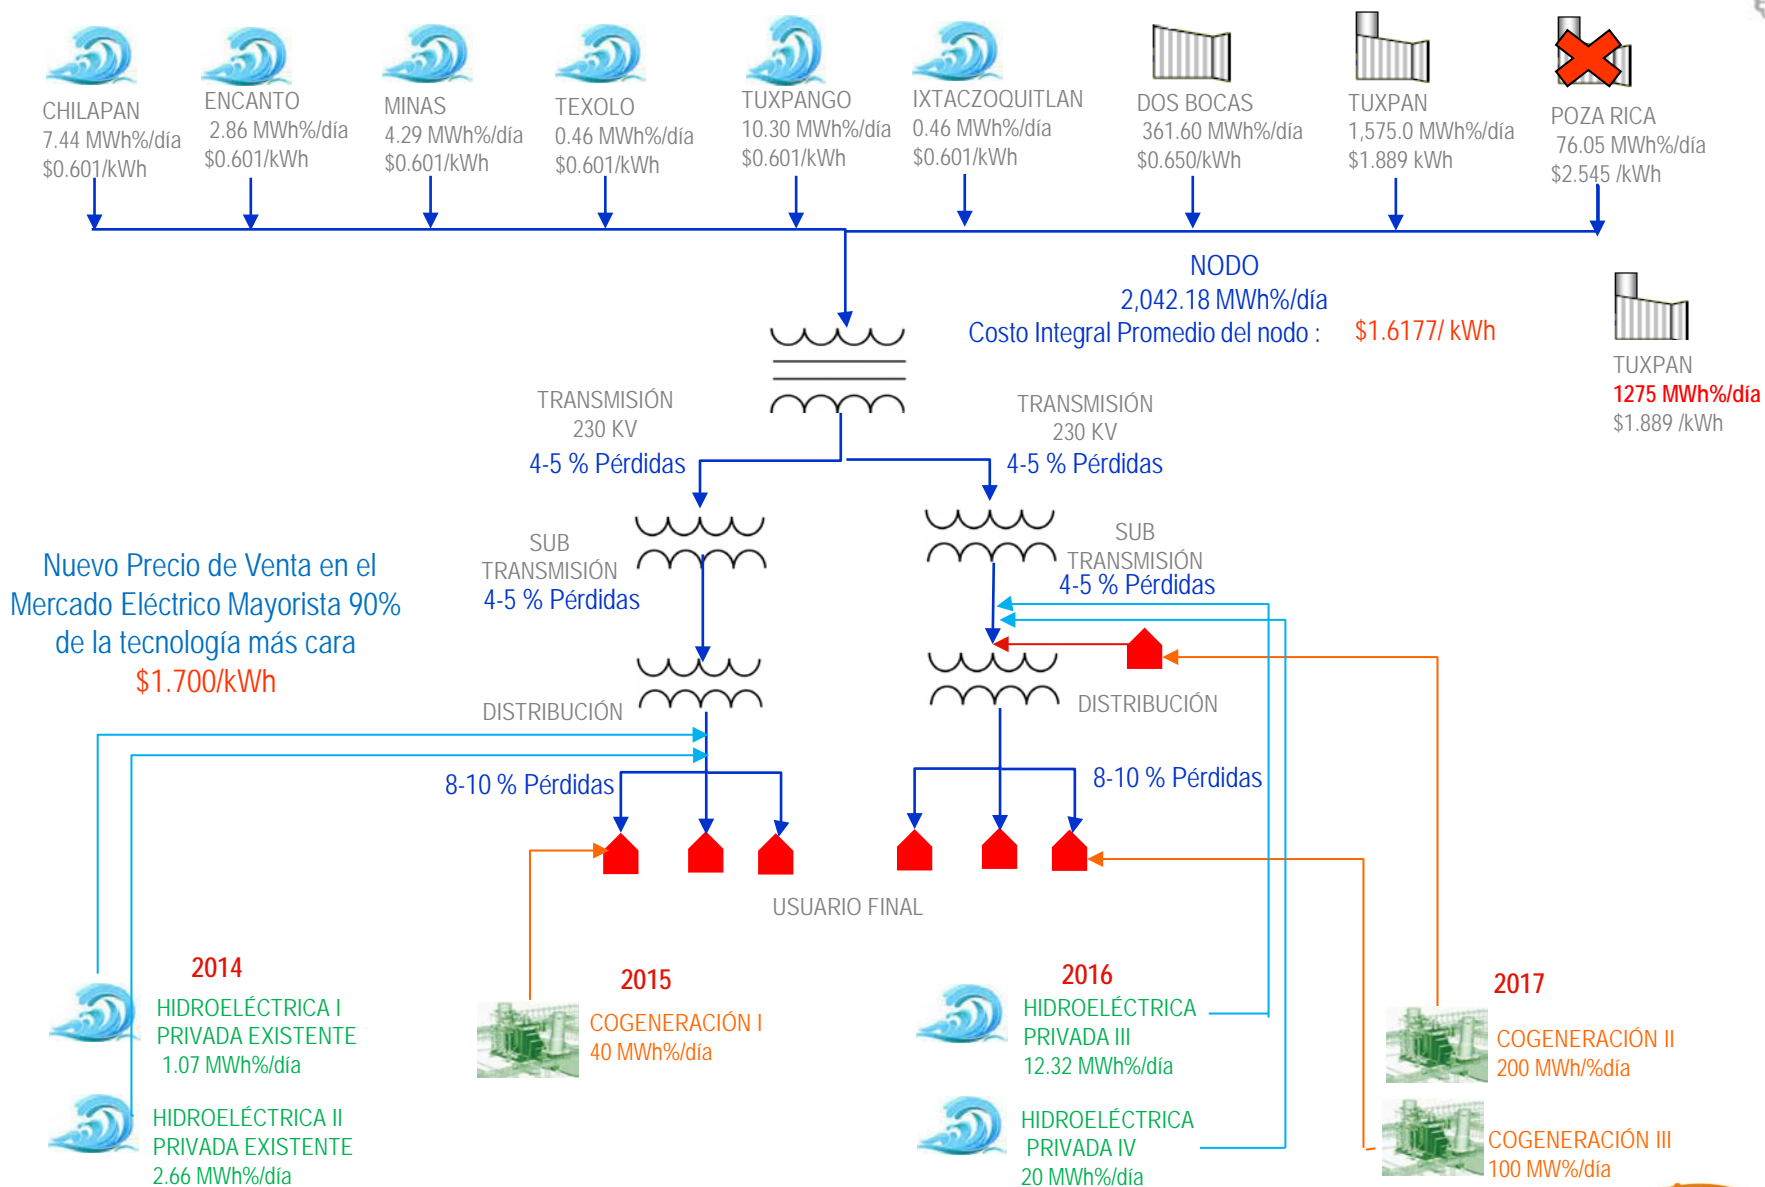 CHILAPAN
7.44 MWh%/día
$0.601/kWh
ENCANTO
2.86 MWh%/día
$0.601/kWh
MINAS
4.29 MWh%/día
$0.601/kWh
TEXOLO
0.46 MWh%/día
$0.601/kWh
TUXPANGO
10.30 MWh%/día
$0.601/kWh
IXTACZOQUITLAN
0.46 MWh%/día
$0.601/kWh
DOS BOCAS
361.60 MWh%/día
$0.650/kWh
TUXPAN
1,575.0 MWh%/día
$1.889 kWh
POZA RICA
76.05 MWh%/día
$2.545 /kWh
NODO
2,042.18 MWh%/día
Costo Integral Promedio del nodo : $1.6177/ kWh
TUXPAN
1275 MWh%/día
$1.889 /kWh
TRANSMISIÓN
230 KV
4-5 % Pérdidas
TRANSMISIÓN
230 KV
4-5 % Pérdidas
SUB
TRANSMISIÓN
4-5 % Pérdidas
SUB
TRANSMISIÓN
4-5 % Pérdidas
Nuevo Precio de Venta en el
Mercado Eléctrico Mayorista 90%
de la tecnología más cara
$1.700/kWh
DISTRIBUCIÓN
DISTRIBUCIÓN
8-10 % Pérdidas
8-10 % Pérdidas
USUARIO FINAL
2014
HIDROELÉCTRICA I
PRIVADA EXISTENTE
1.07 MWh%/día
HIDROELÉCTRICA II
PRIVADA EXISTENTE
2.66 MWh%/día
2015
COGENERACIÓN I
40 MWh%/día
2016
HIDROELÉCTRICA
PRIVADA III
12.32 MWh%/día
HIDROELÉCTRICA
PRIVADA IV
20 MWh%/día
2017
COGENERACIÓN II
200 MWh/%día
COGENERACIÓN III
100 MW%/día